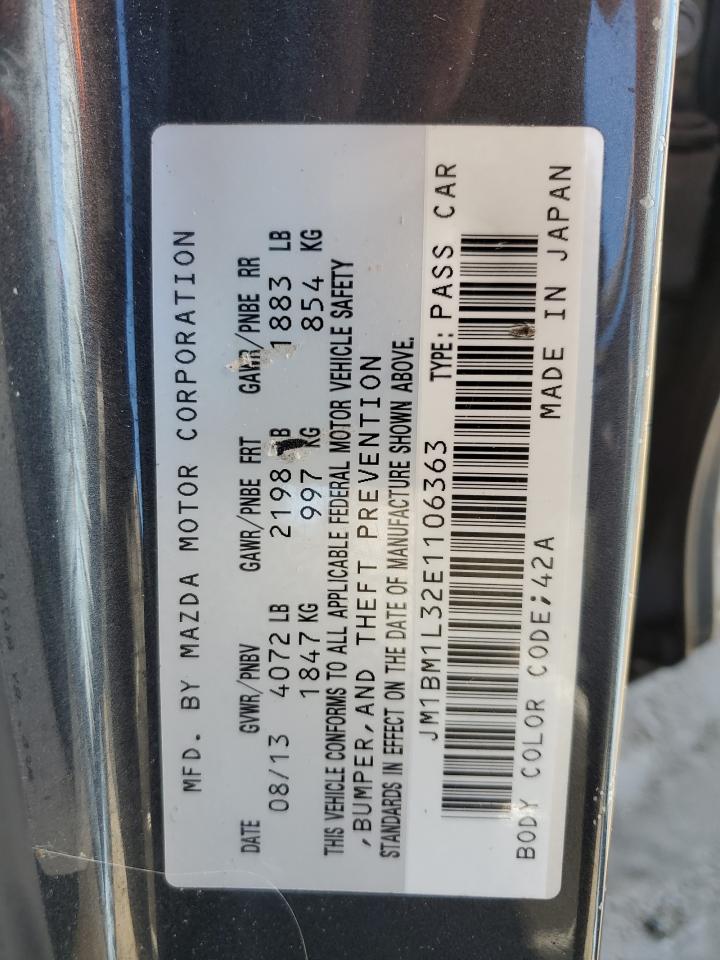 MFD. BY MAZDA MOTOR CORPORATION
DATE GVWR/PNBV GAWR/PNBE FRT GAWR/PNBE RR
08/13 4072 LB 2198 LB 1883 LB
1847 KG 997 KG 854 KG
THIS VEHICLE CONFORMS TO ALL APPLICABLE FEDERAL MOTOR VEHICLE SAFETY
,BUMPER,AND THEFT PREVENTION
STANDARDS IN EFFECT ON THE DATE OF MANUFACTURE SHOWN ABOVE.
JM1BM1L32E1106363 TYPE: PASS CAR
BODY COLOR CODE;42A MADE IN JAPAN